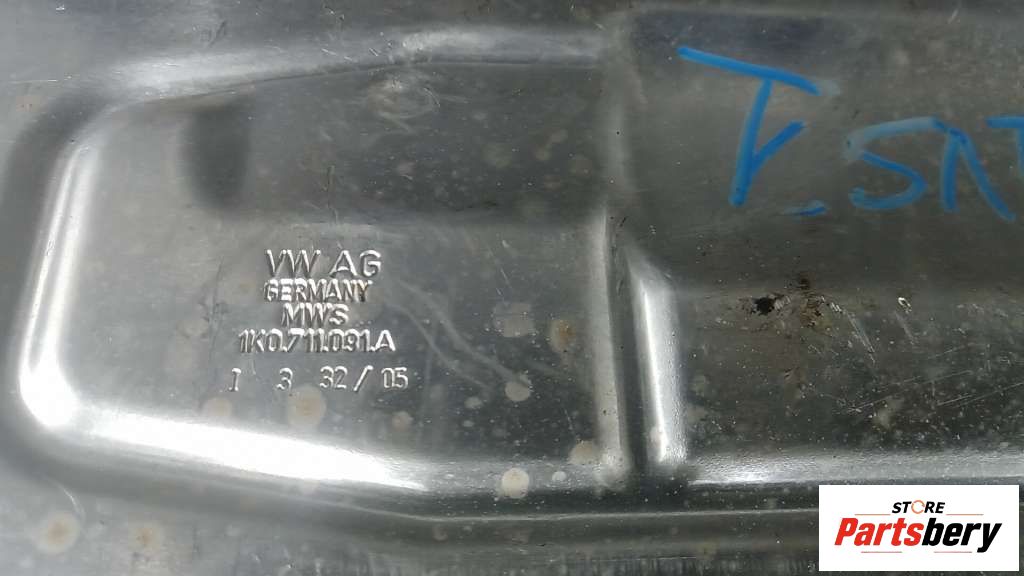 VW AG
GERMANY
MWS
1K0.711.091.A
1 3 32/05
STORE
Partsbery